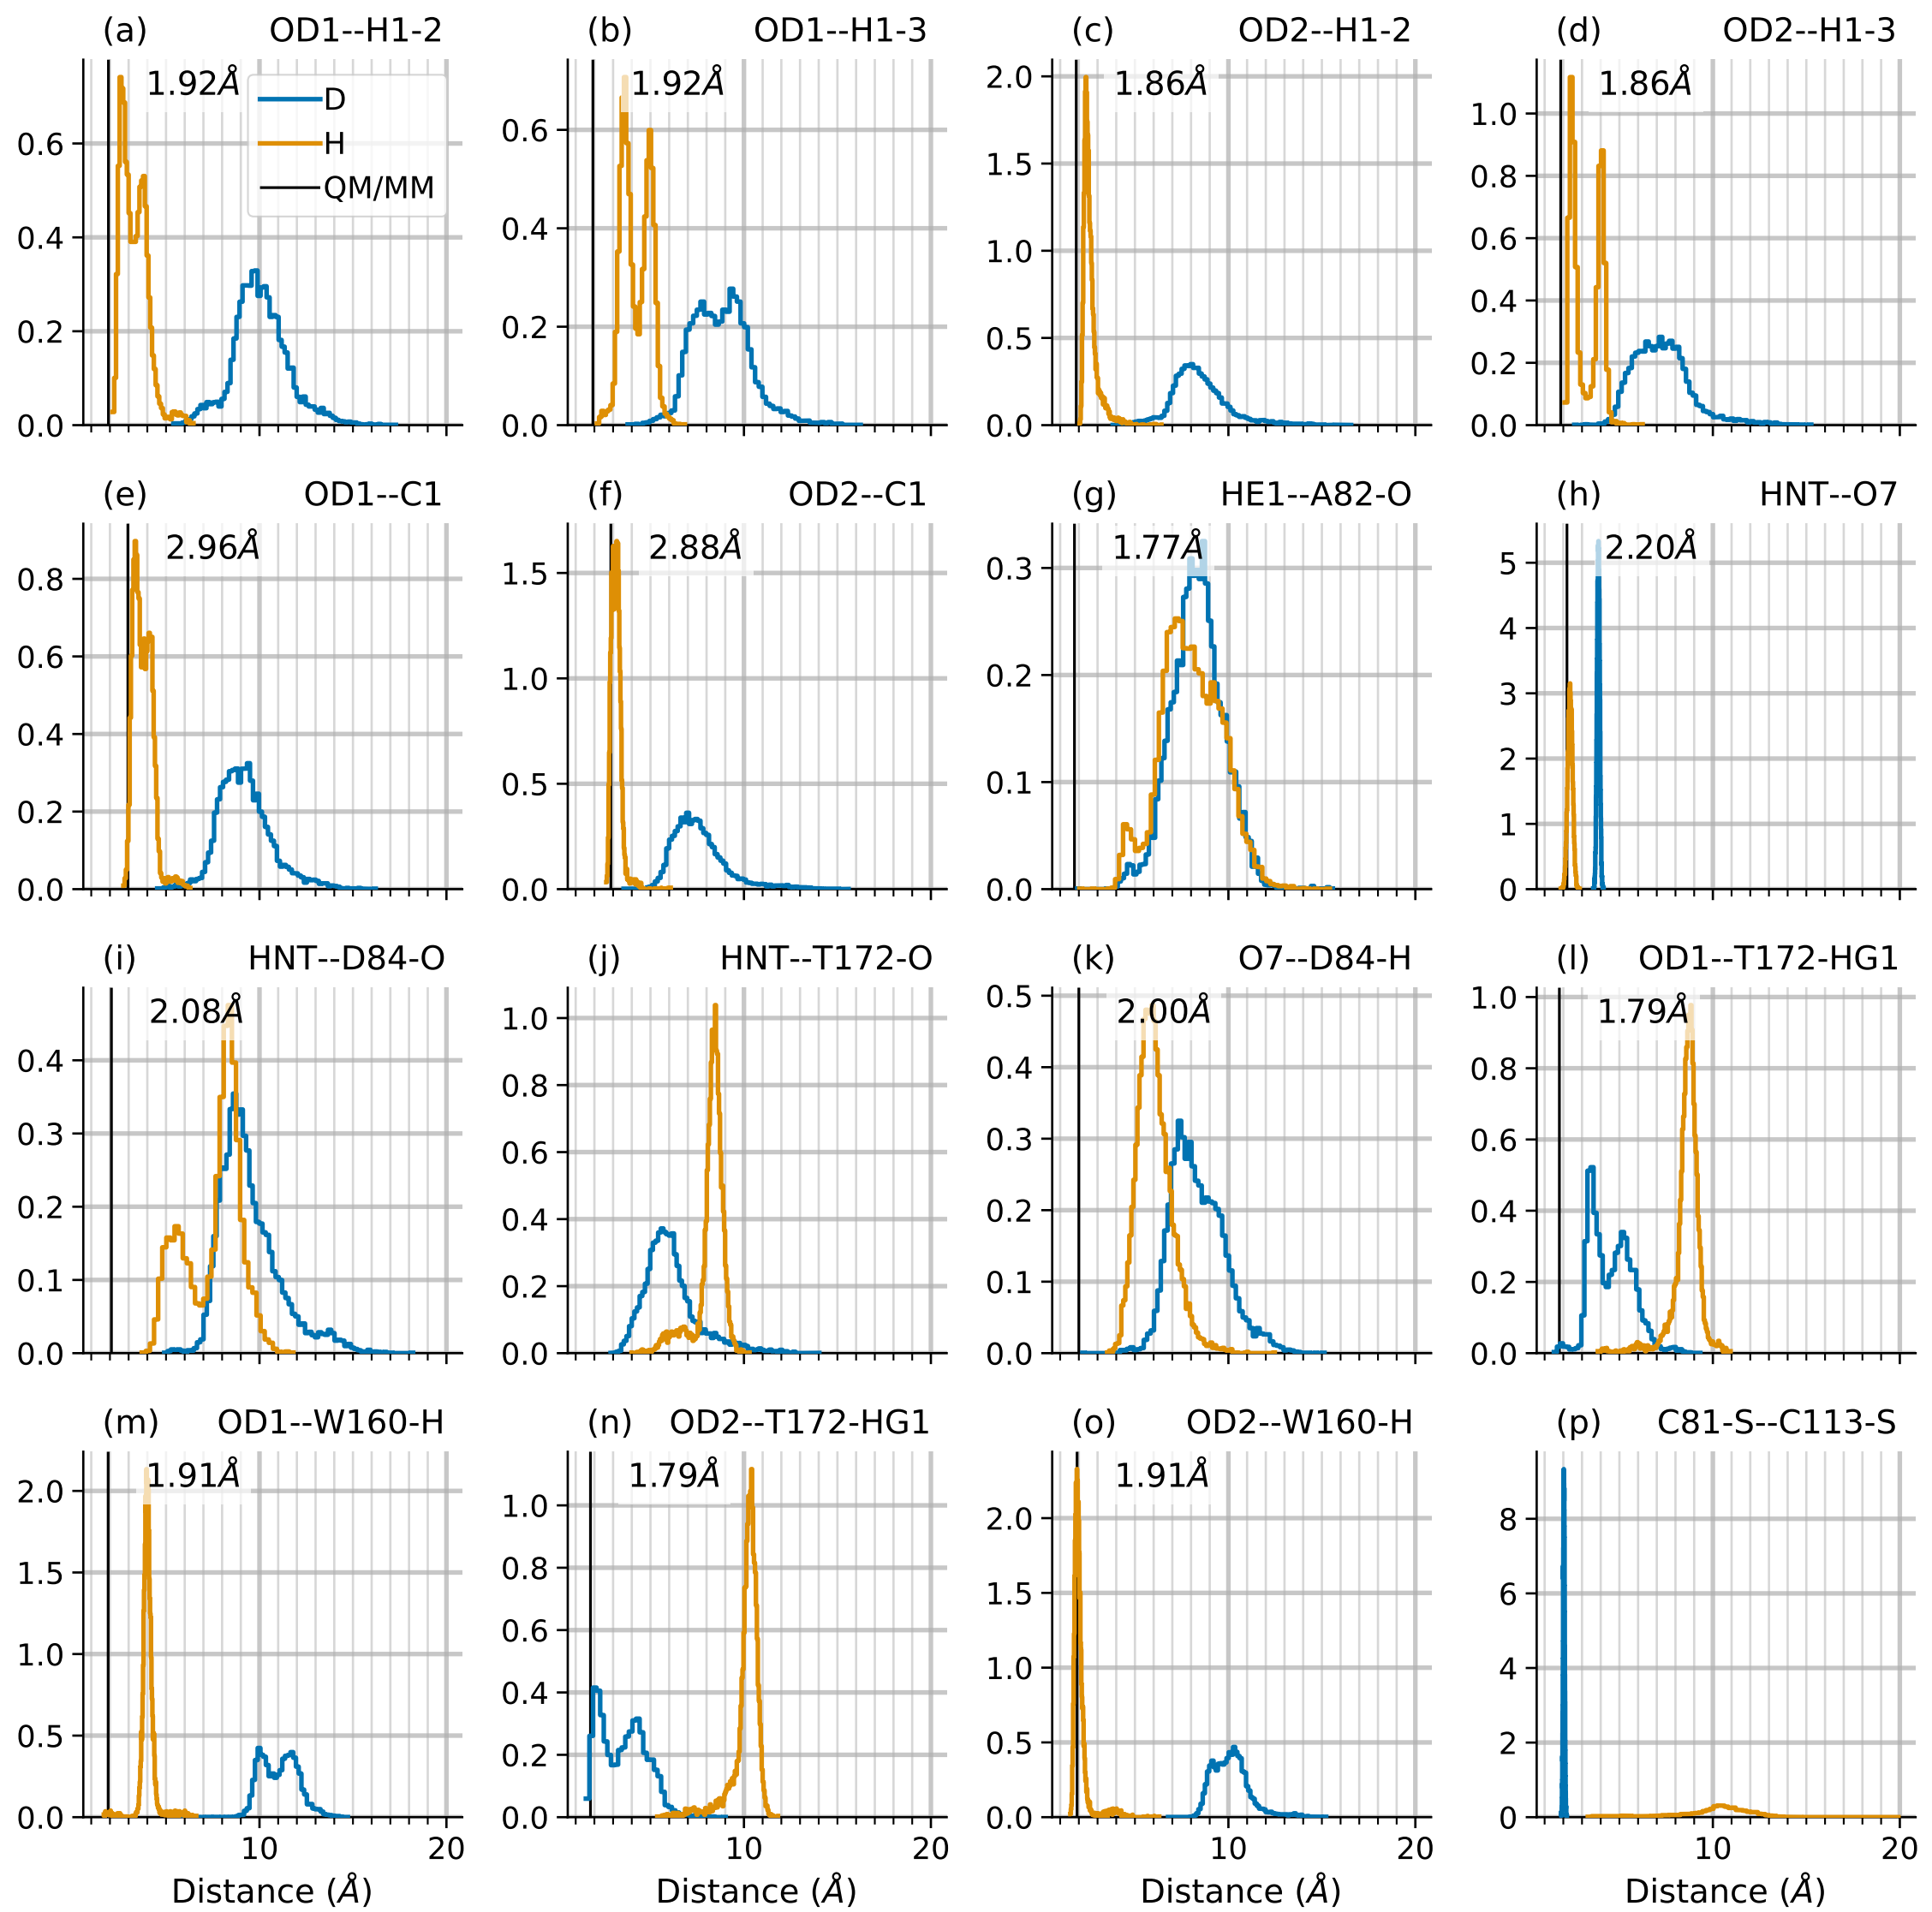 (a) OD1--H1-2
1.92Å
D
H
QM/MM
0.6
0.4
0.2
0.0
(b) OD1--H1-3
1.92Å
0.6
0.4
0.2
0.0
(c) OD2--H1-2
1.86Å
2.0
1.5
1.0
0.5
0.0
(d) OD2--H1-3
1.86Å
1.0
0.8
0.6
0.4
0.2
0.0
(e) OD1--C1
2.96Å
0.8
0.6
0.4
0.2
0.0
(f) OD2--C1
2.88Å
1.5
1.0
0.5
0.0
(g) HE1--A82-O
1.77Å
0.3
0.2
0.1
0.0
(h) HNT--O7
2.20Å
5
4
3
2
1
0
(i) HNT--D84-O
2.08Å
0.4
0.3
0.2
0.1
0.0
(j) HNT--T172-O
1.0
0.8
0.6
0.4
0.2
0.0
(k) O7--D84-H
2.00Å
0.5
0.4
0.3
0.2
0.1
0.0
(l) OD1--T172-HG1
1.79Å
1.0
0.8
0.6
0.4
0.2
0.0
(m) OD1--W160-H
1.91Å
2.0
1.5
1.0
0.5
0.0
10 20
Distance (Å)
(n) OD2--T172-HG1
1.79Å
1.0
0.8
0.6
0.4
0.2
0.0
10 20
Distance (Å)
(o) OD2--W160-H
1.91Å
2.0
1.5
1.0
0.5
0.0
10 20
Distance (Å)
(p) C81-S--C113-S
8
6
4
2
0
10 20
Distance (Å)